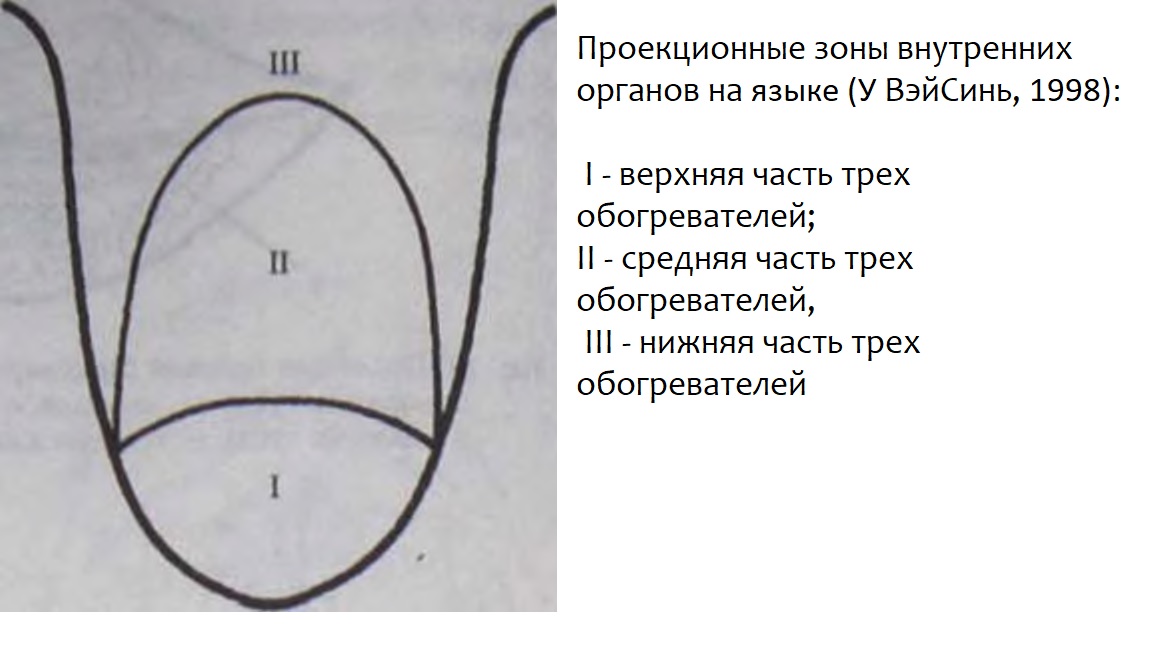 III
II
I
Проекционные зоны внутренних
органов на языке (У ВэйСинь, 1998):
I - верхняя часть трех
обогревателей;
II - средняя часть трех
обогревателей,
III - нижняя часть трех
обогревателей